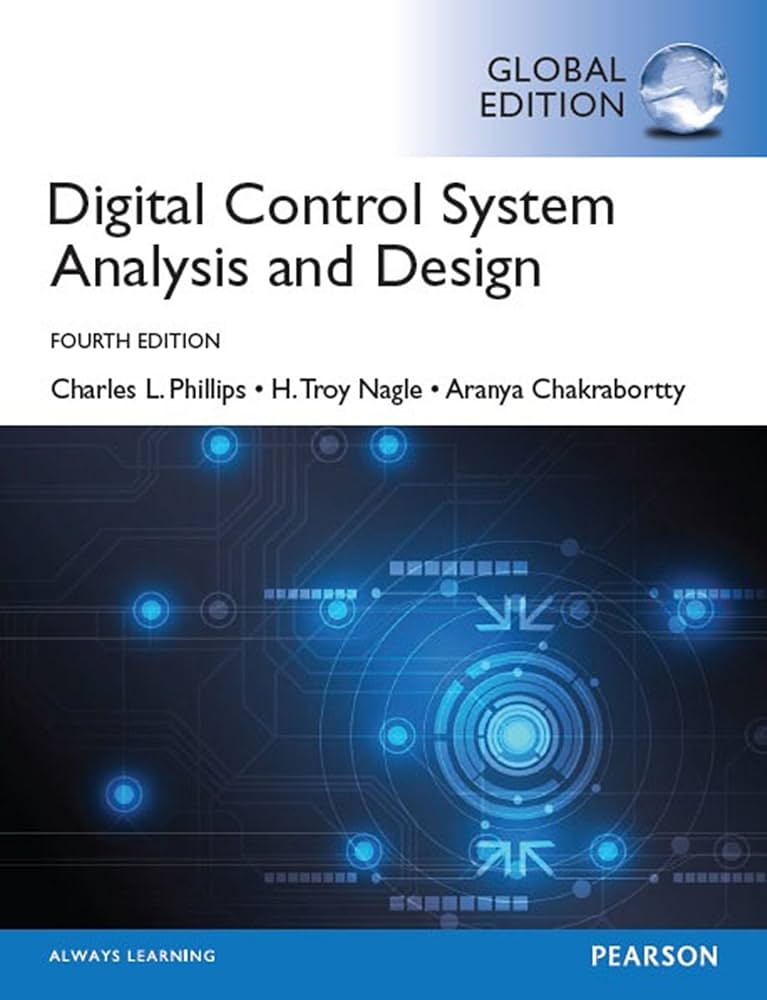 GLOBAL
EDITION
Digital Control System
Analysis and Design
FOURTH EDITION
Charles L. Phillips • H. Troy Nagle • Aranya Chakrabortty
ALWAYS LEARNING
PEARSON